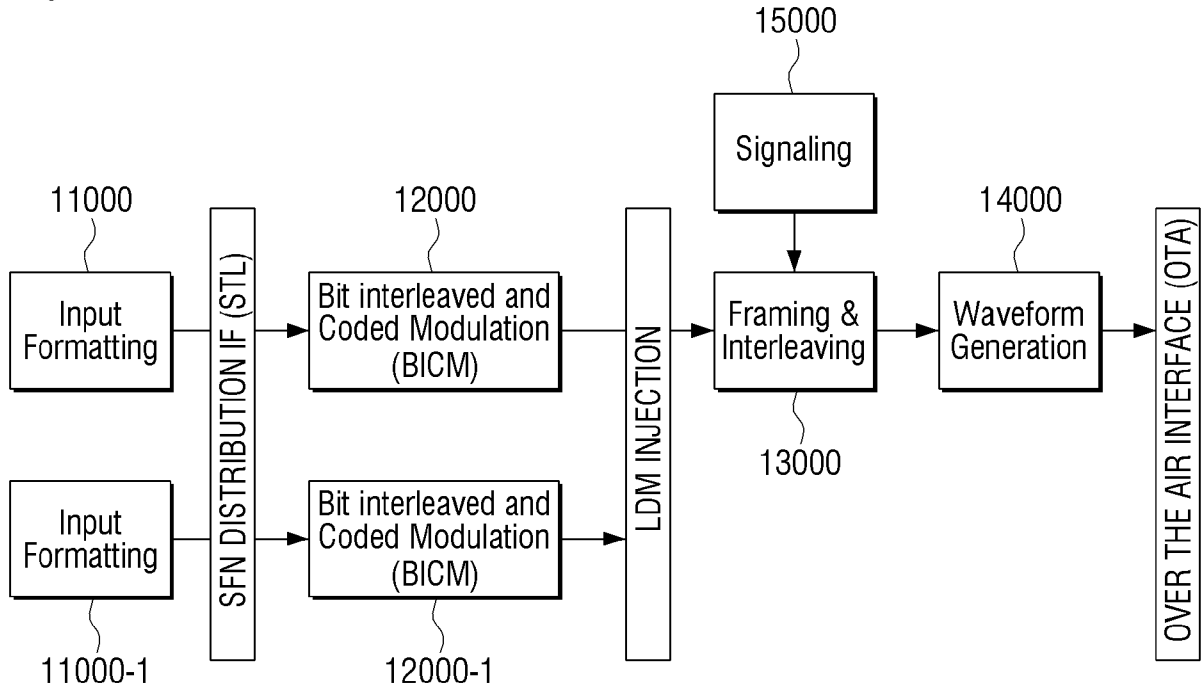 15000
Signaling
11000
12000
14000
Input
Formatting
SFN DISTRIBUTION IF (STL)
Bit interleaved and
Coded Modulation
(BICM)
LDM INJECTION
Framing &
Interleaving
Waveform
Generation
OVER THE AIR INTERFACE (OTA)
13000
Input
Formatting
Bit interleaved and
Coded Modulation
(BICM)
11000-1
12000-1